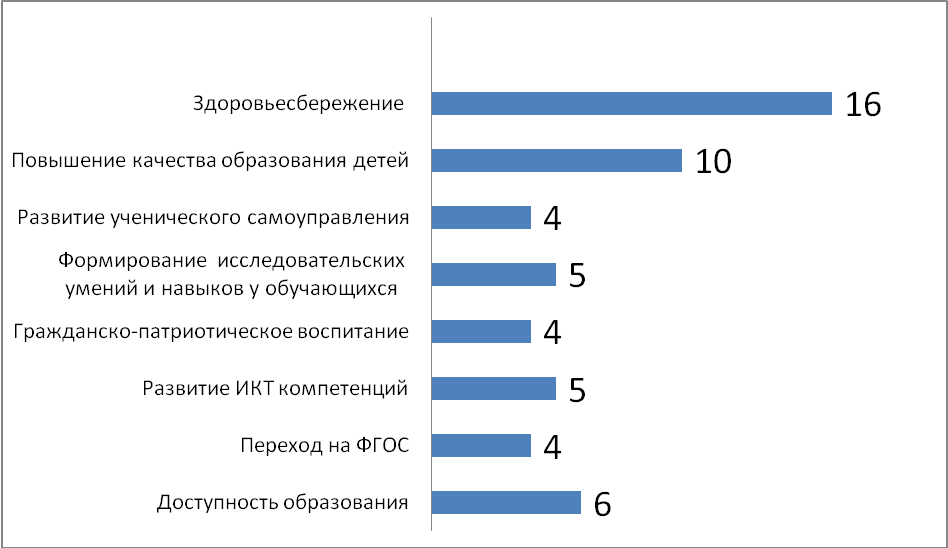 Здоровьесбережение 16
Повышение качества образования детей 10
Развитие ученического самоуправления 4
Формирование исследовательских
умений и навыков у обучающихся 5
Гражданско-патриотическое воспитание 4
Развитие ИКТ компетенций 5
Переход на ФГОС 4
Доступность образования 6